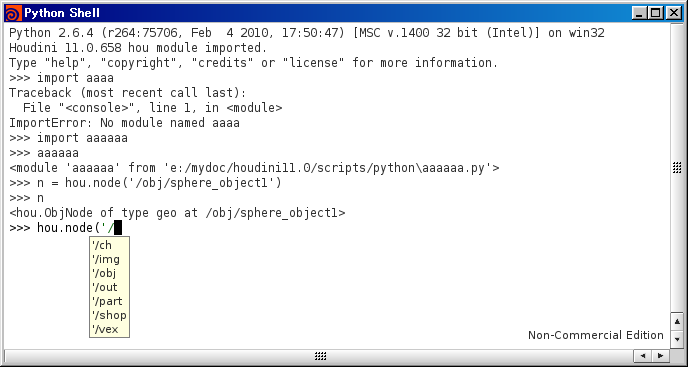 Python Shell
Python 2.6.4 (r264:75706, Feb  4 2010, 17:50:47) [MSC v.1400 32 bit (Intel)] on win32
Houdini 11.0.658 hou module imported.
Type "help", "copyright", "credits" or "license" for more information.
>>> import aaaa
Traceback (most recent call last):
  File "<console>", line 1, in <module>
ImportError: No module named aaaa
>>> import aaaaaa
>>> aaaaaa
<module 'aaaaaa' from 'e:/mydoc/houdini11.0/scripts/python\aaaaaa.py'>
>>> n = hou.node('/obj/sphere_object1')
>>> n
<hou.ObjNode of type geo at /obj/sphere_object1>
>>> hou.node('/
'/ch
'/img
'/obj
'/out
'/part
'/shop
'/vex
Non-Commercial Edition